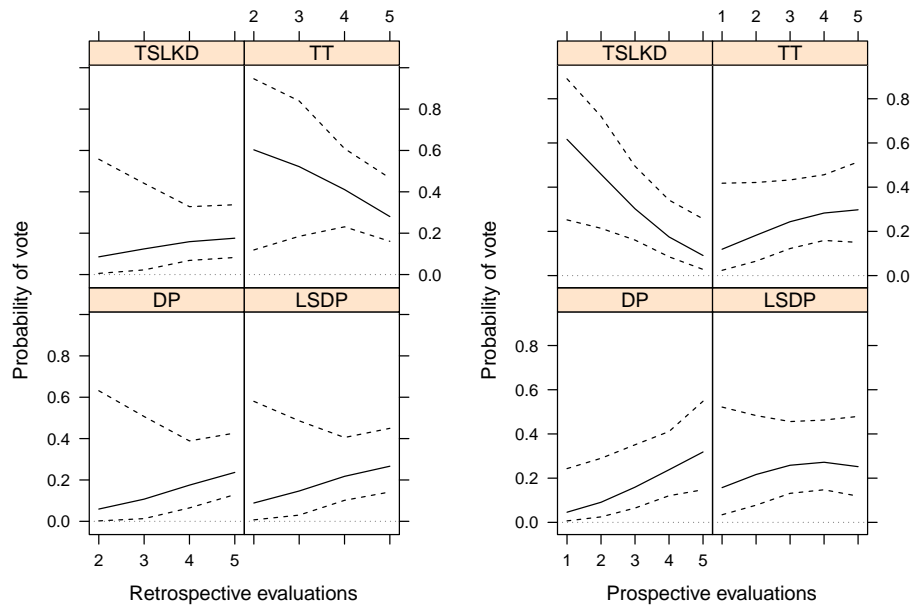 2 3 4 5
TSLKD TT
0.8
0.6
0.4
0.2
0.0
DP LSDP
0.8
0.6
0.4
0.2
0.0
2 3 4 5
Probability of vote
Retrospective evaluations
1 2 3 4 5
TSLKD TT
0.8
0.6
0.4
0.2
0.0
DP LSDP
0.8
0.6
0.4
0.2
0.0
1 2 3 4 5
Probability of vote
Prospective evaluations